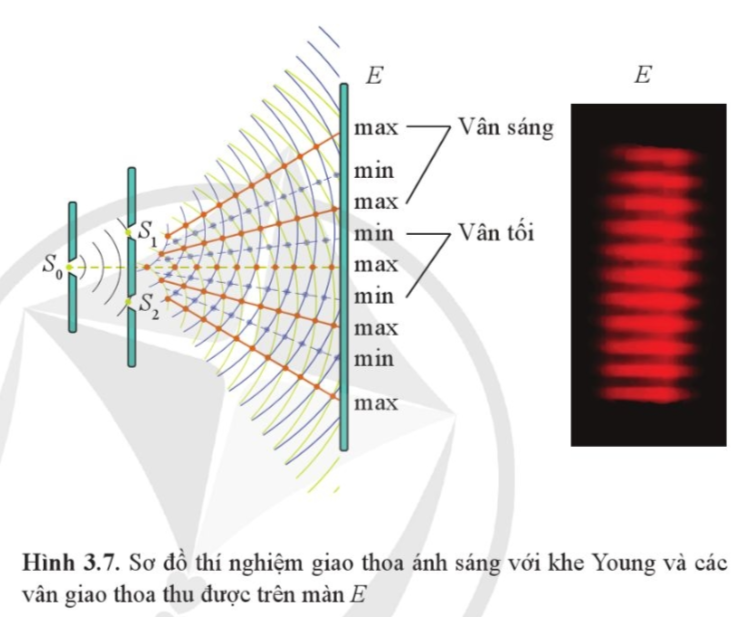 E
E
max
Vân sáng
min
max
S₁
min
Vân tối
S₀
max
min
S₂
max
min
max
Hình 3.7. Sơ đồ thí nghiệm giao thoa ánh sáng với khe Young và các
vân giao thoa thu được trên màn E